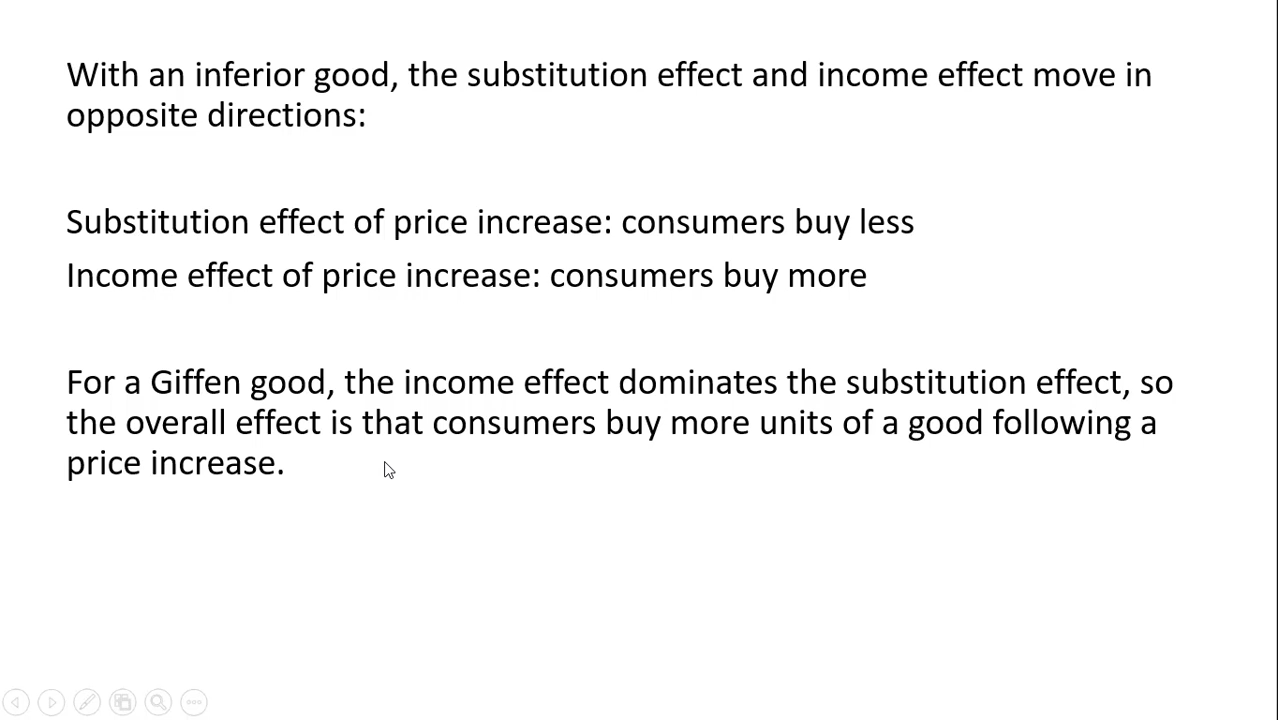 With an inferior good, the substitution effect and income effect move in
opposite directions:
Substitution effect of price increase: consumers buy less
Income effect of price increase: consumers buy more
For a Giffen good, the income effect dominates the substitution effect, so
the overall effect is that consumers buy more units of a good following a
price increase.